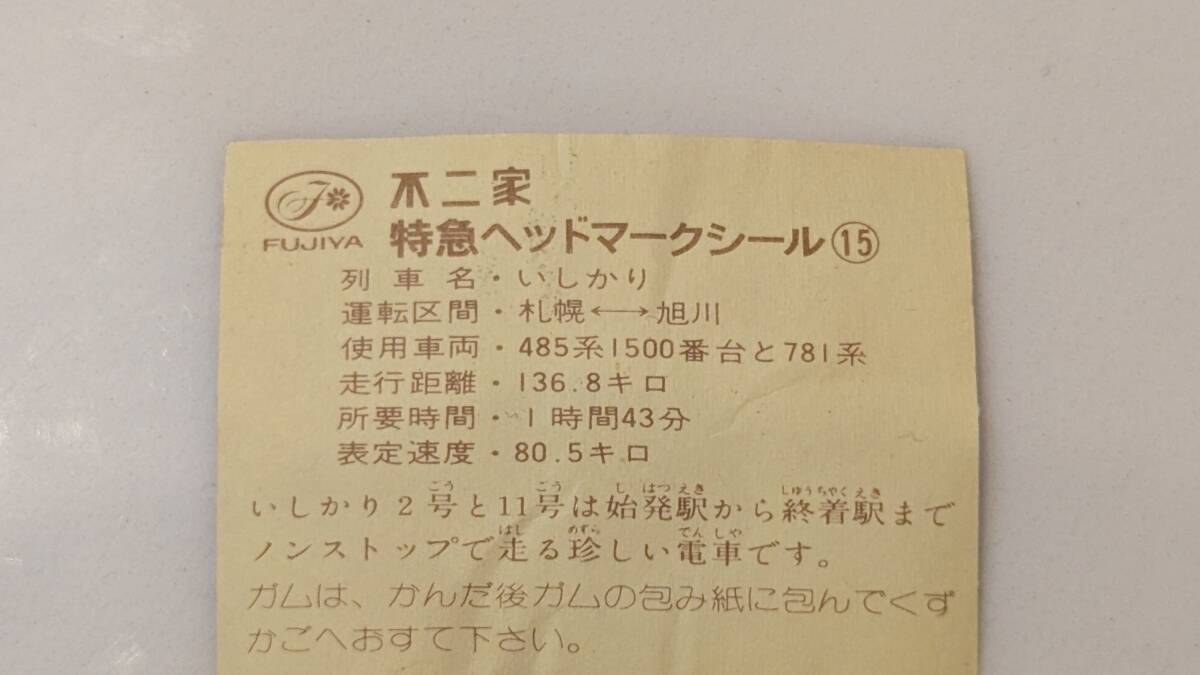 不二家
FUJIYA
特急ヘッドマークシール⑮
列車名・いしかり
運転区間・札幌←→旭川
使用車両・485系1500番台と781系
走行距離・136.8キロ
所要時間・1時間43分
表定速度・80.5キロ
いしかり2号と11号は始発駅から終着駅まで
ノンストップで走る珍しい電車です。
ガムは、かんだ後ガムの包み紙に包んでくず
かごへおすて下さい。